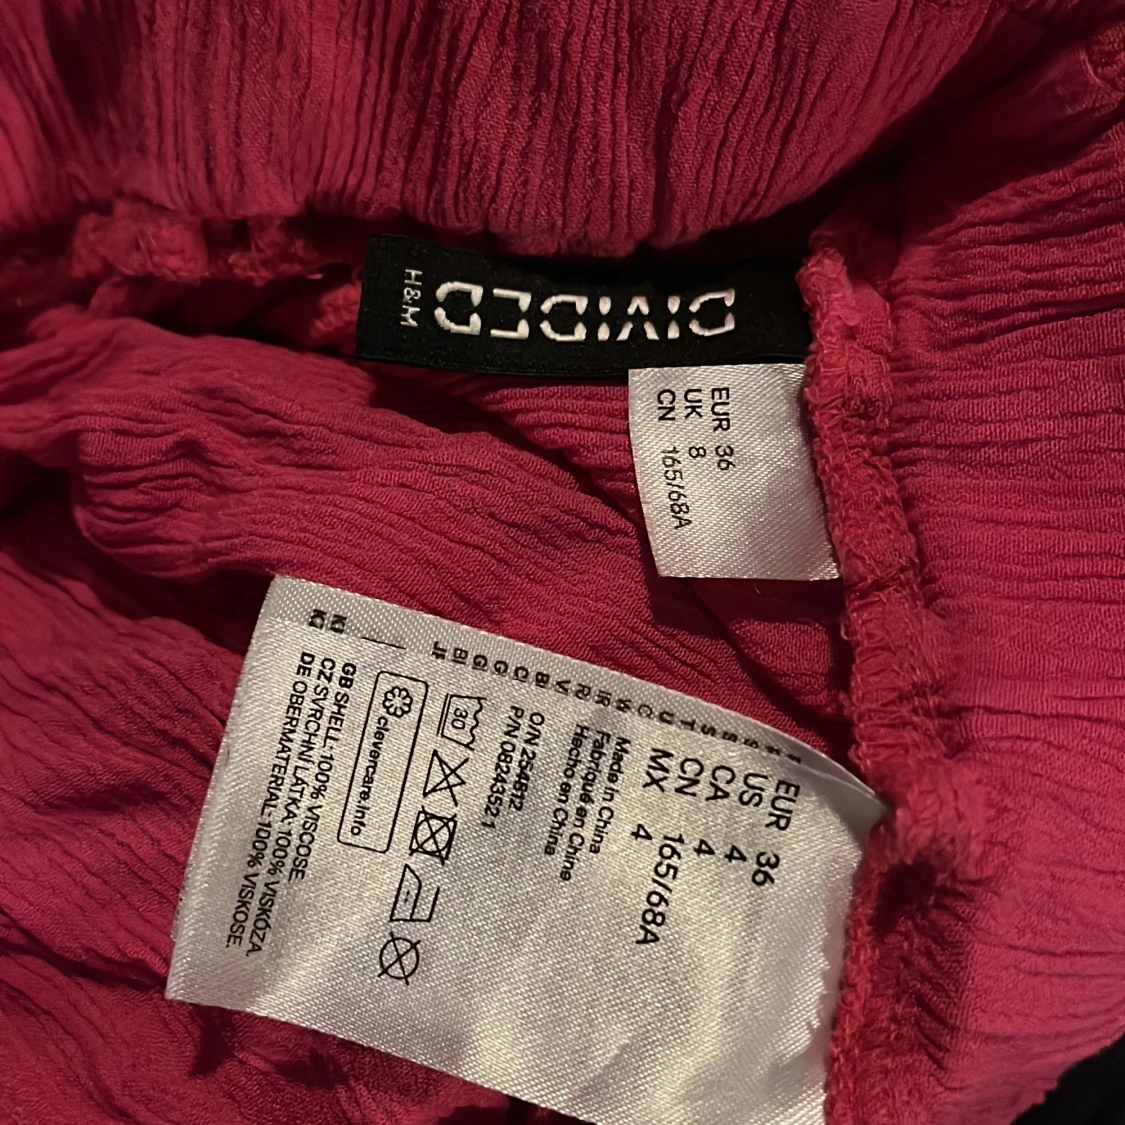 DIVIDED
H&M
EUR 36
UK 8
CN 165/68A
EUR 36
US 4
CA 4
CN 165/68A
MX 4
Made in China
Fabriqué en Chine
Hecho en China
O/N 254812
P/N 0824352.1
30
clevercare.info
GB SHELL: 100% VISCOSE.
CZ SVRCHNÍ LÁTKA: 100% VISKÓZA.
DE OBERMATERIAL: 100% VISKOSE.